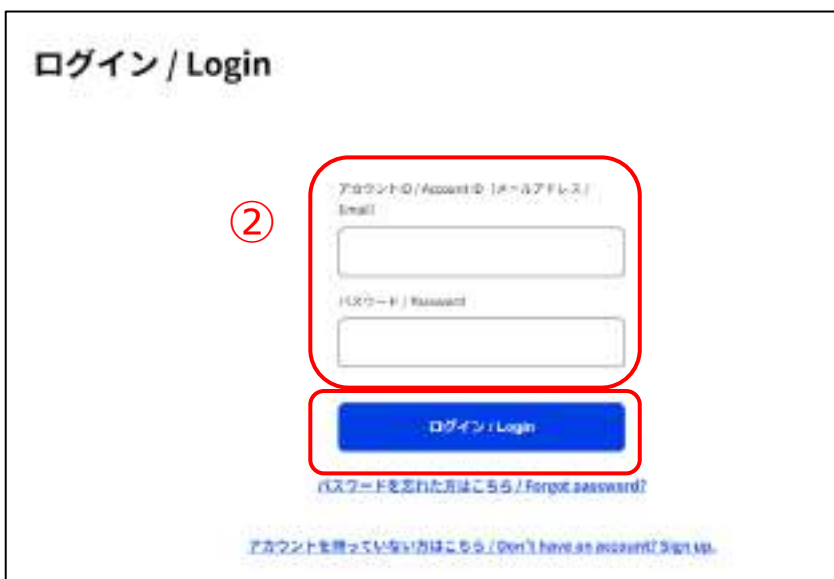 ログイン / Login
②
アカウントID / Account ID（メールアドレス /
Email）
パスワード / Password
ログイン / Login
パスワードを忘れた方はこちら / Forgot password?
アカウントを持っていない方はこちら / Don't have an account? Sign up.